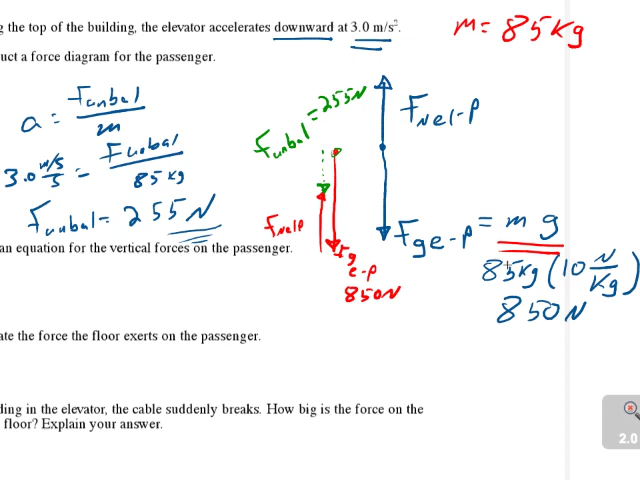 g the top of the building, the elevator accelerates downward at 3.0 m/s².
m = 85 Kg
uct a force diagram for the passenger.
a = Funbal / m
3.0 m/s/s = Funbal / 85 kg
Funbal = 255 N
Funbal = 255N
FNel-P
FNelP
Fg e-p
850N
Fg e-p = m g
85kg (10 N/Kg)
850 N
an equation for the vertical forces on the passenger.
ate the force the floor exerts on the passenger.
ding in the elevator, the cable suddenly breaks. How big is the force on the
floor? Explain your answer.
2.0